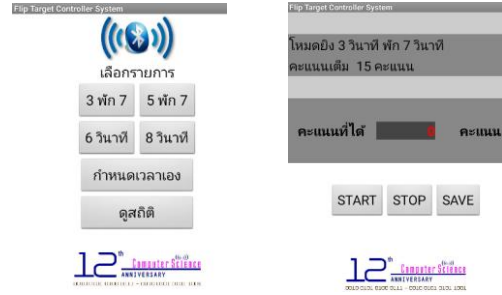 Flip Target Controller System
เลือกรายการ
3 พัก 7
5 พัก 7
6 วินาที
8 วินาที
กำหนดเวลาเอง
ดูสถิติ
12th
Computer Science
ANNIVERSARY
Flip Target Controller System
โหมดยิง 3 วินาที พัก 7 วินาที
คะแนนเต็ม 15 คะแนน
คะแนนที่ได้ 0 คะแนน
START STOP SAVE
12th
Computer Science
ANNIVERSARY